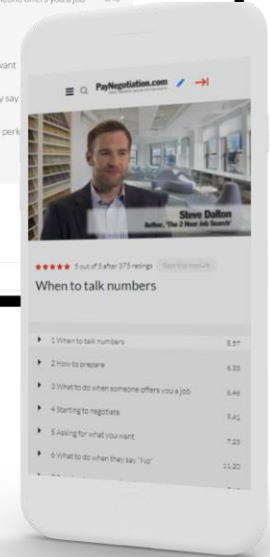 want
y say
perk
PayNegotiation.com
Steve Dalton
Author, 'The 2 Hour Job Search'
★★★★★ 5 out of 5 after 375 ratings Rate this module
When to talk numbers
1 When to talk numbers 8.57
2 How to prepare 6.33
3 What to do when someone offers you a job 6.46
4 Starting to negotiate 5.41
5 Asking for what you want 7.23
6 What to do when they say "No" 11.20